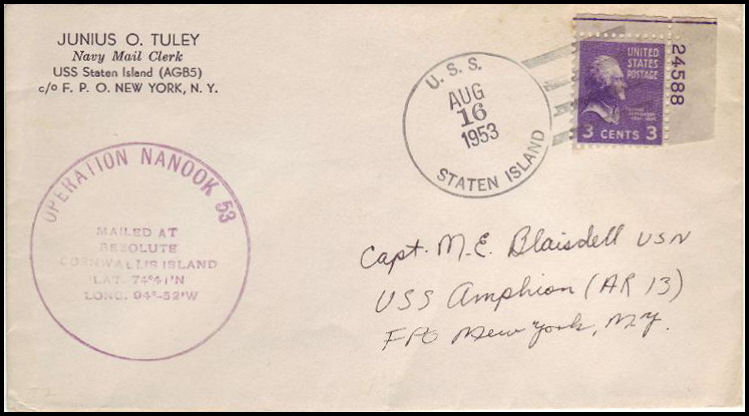 JUNIUS O. TULEY
Navy Mail Clerk
USS Staten Island (AGB5)
c/o F. P. O. NEW YORK, N. Y.
U. S. S.
AUG
16
1953
STATEN ISLAND
UNITED
STATES
POSTAGE
3 CENTS 3
24588
OPERATION NANOOK 53
MAILED AT
RESOLUTE
CORNWALLIS ISLAND
LAT. 74°41'N
LONG. 94°-52'W
Capt. M. E. Blaisdell USN
USS Amphion (AR 13)
FPO New York, N.Y.